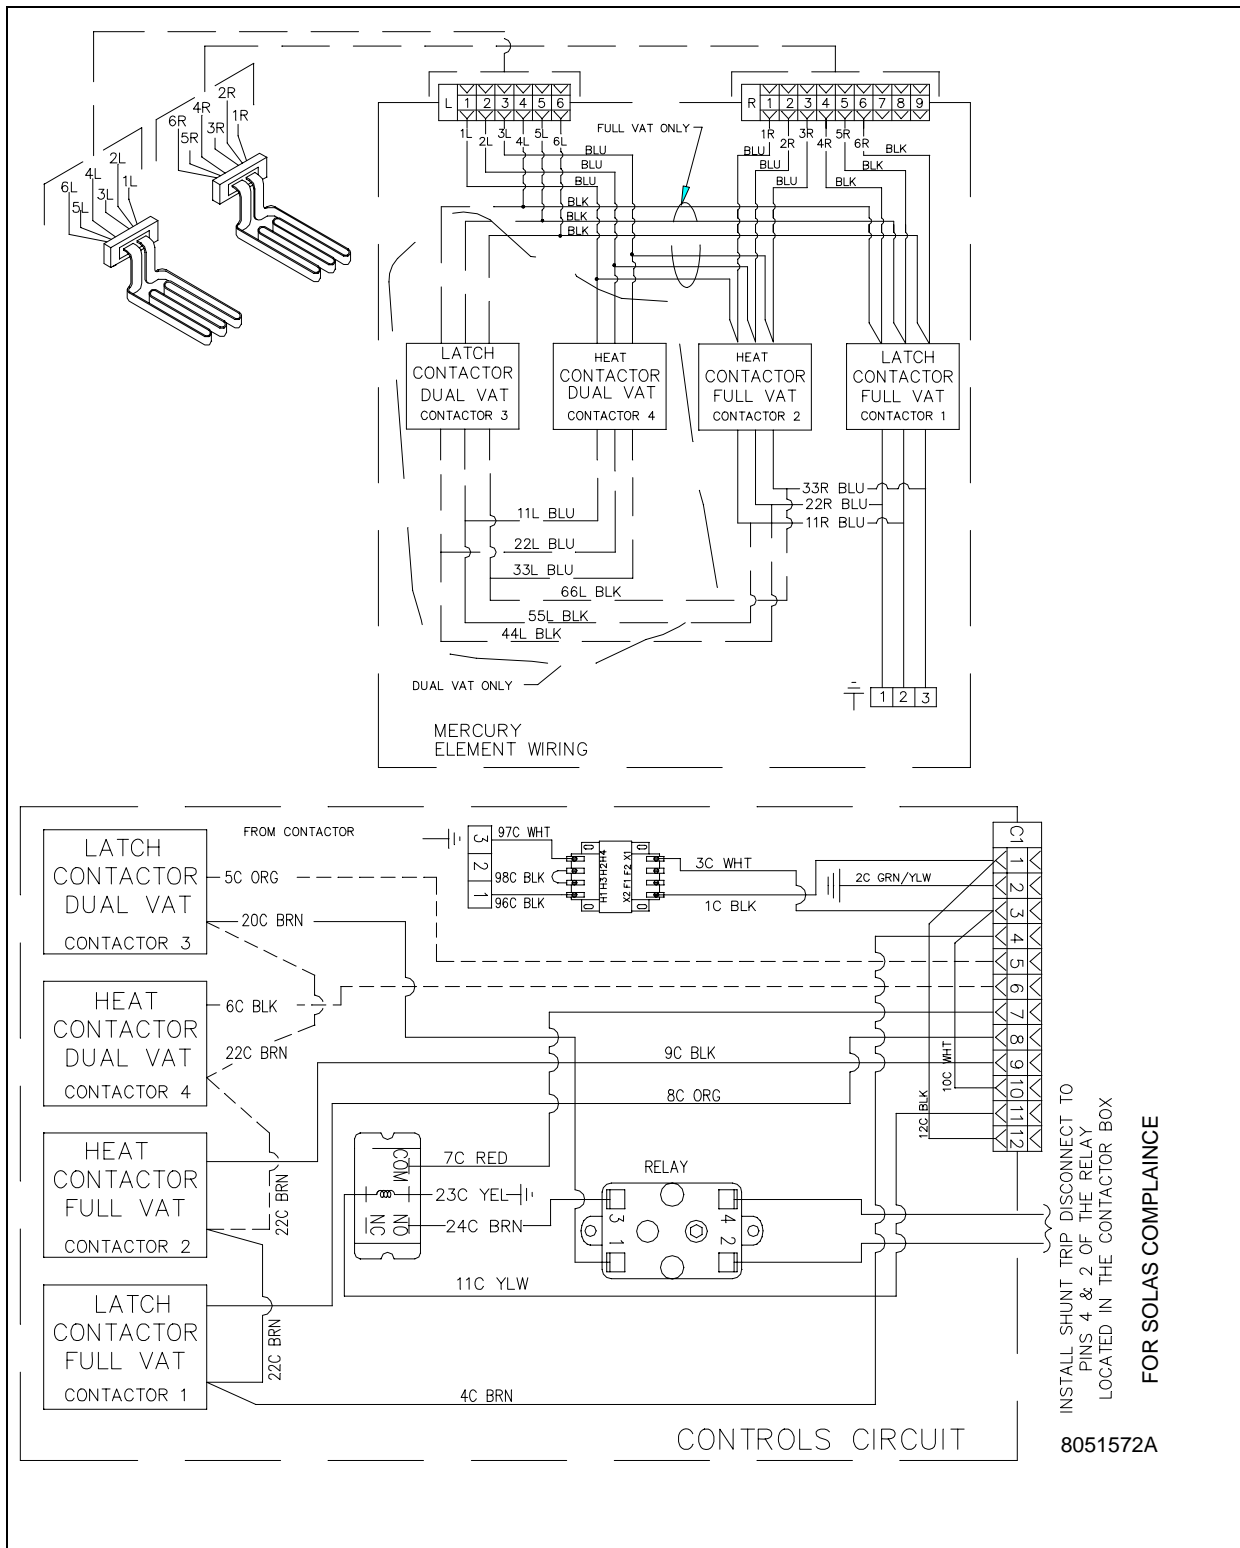 2R
4R
1R
6R
3R
5R
2L
4L
1L
6L
3L
5L
L 1 2 3 4 5 6
R 1 2 3 4 5 6 7 8 9
1L 2L 3L 4L 5L 6L
FULL VAT ONLY
1R 2R 3R 4R 5R 6R
BLU
BLU
BLU
BLU
BLU
BLU
BLK
BLK
BLK
BLK
BLK
BLK
LATCH
CONTACTOR
DUAL VAT
CONTACTOR 3
HEAT
CONTACTOR
DUAL VAT
CONTACTOR 4
HEAT
CONTACTOR
FULL VAT
CONTACTOR 2
LATCH
CONTACTOR
FULL VAT
CONTACTOR 1
33R BLU
22R BLU
11R BLU
11L BLU
22L BLU
33L BLU
66L BLK
55L BLK
44L BLK
DUAL VAT ONLY
1 2 3
MERCURY
ELEMENT WIRING
LATCH
CONTACTOR
DUAL VAT
CONTACTOR 3
HEAT
CONTACTOR
DUAL VAT
CONTACTOR 4
HEAT
CONTACTOR
FULL VAT
CONTACTOR 2
LATCH
CONTACTOR
FULL VAT
CONTACTOR 1
FROM CONTACTOR
5C ORG
20C BRN
6C BLK
22C BRN
22C BRN
22C BRN
3
2
1
97C WHT
98C BLK
96C BLK
H1 H3 H2 H4
X2 F1 F2 X1
3C WHT
1C BLK
2C GRN/YLW
C1
1
2
3
4
5
6
7
8
9
10
11
12
10C WHT
12C BLK
9C BLK
8C ORG
COM
NC
NO
7C RED
23C YEL
24C BRN
11C YLW
RELAY
3 1
4 2
4C BRN
CONTROLS CIRCUIT
INSTALL SHUNT TRIP DISCONNECT TO
PINS 4 & 2 OF THE RELAY
LOCATED IN THE CONTACTOR BOX
FOR SOLAS COMPLAINCE
8051572A